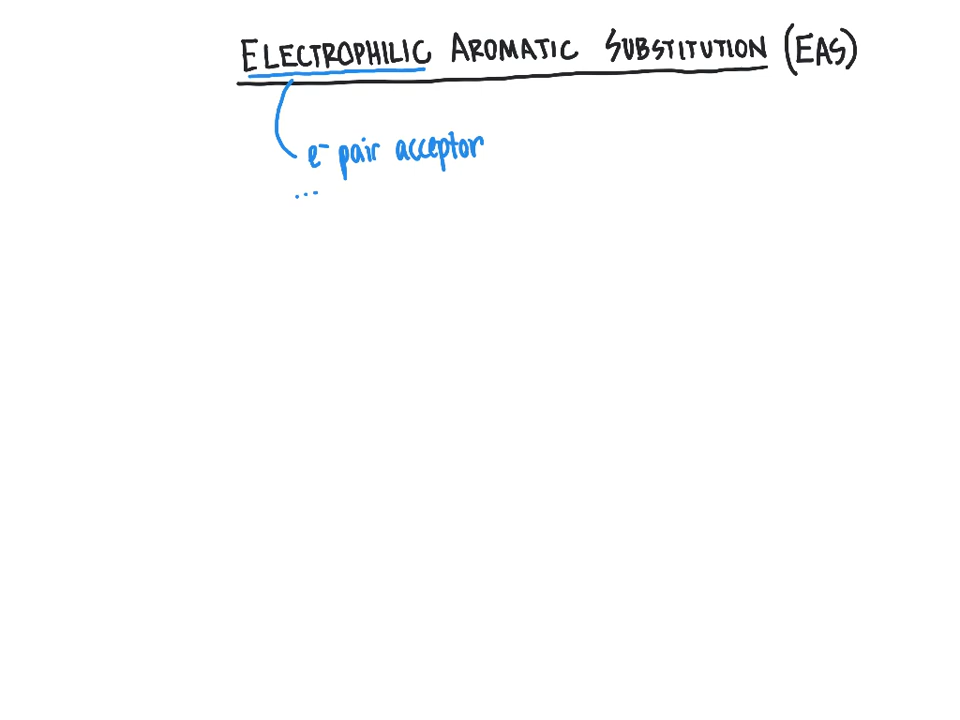 ELECTROPHILIC AROMATIC SUBSTITUTION (EAS)
e⁻ pair acceptor
...